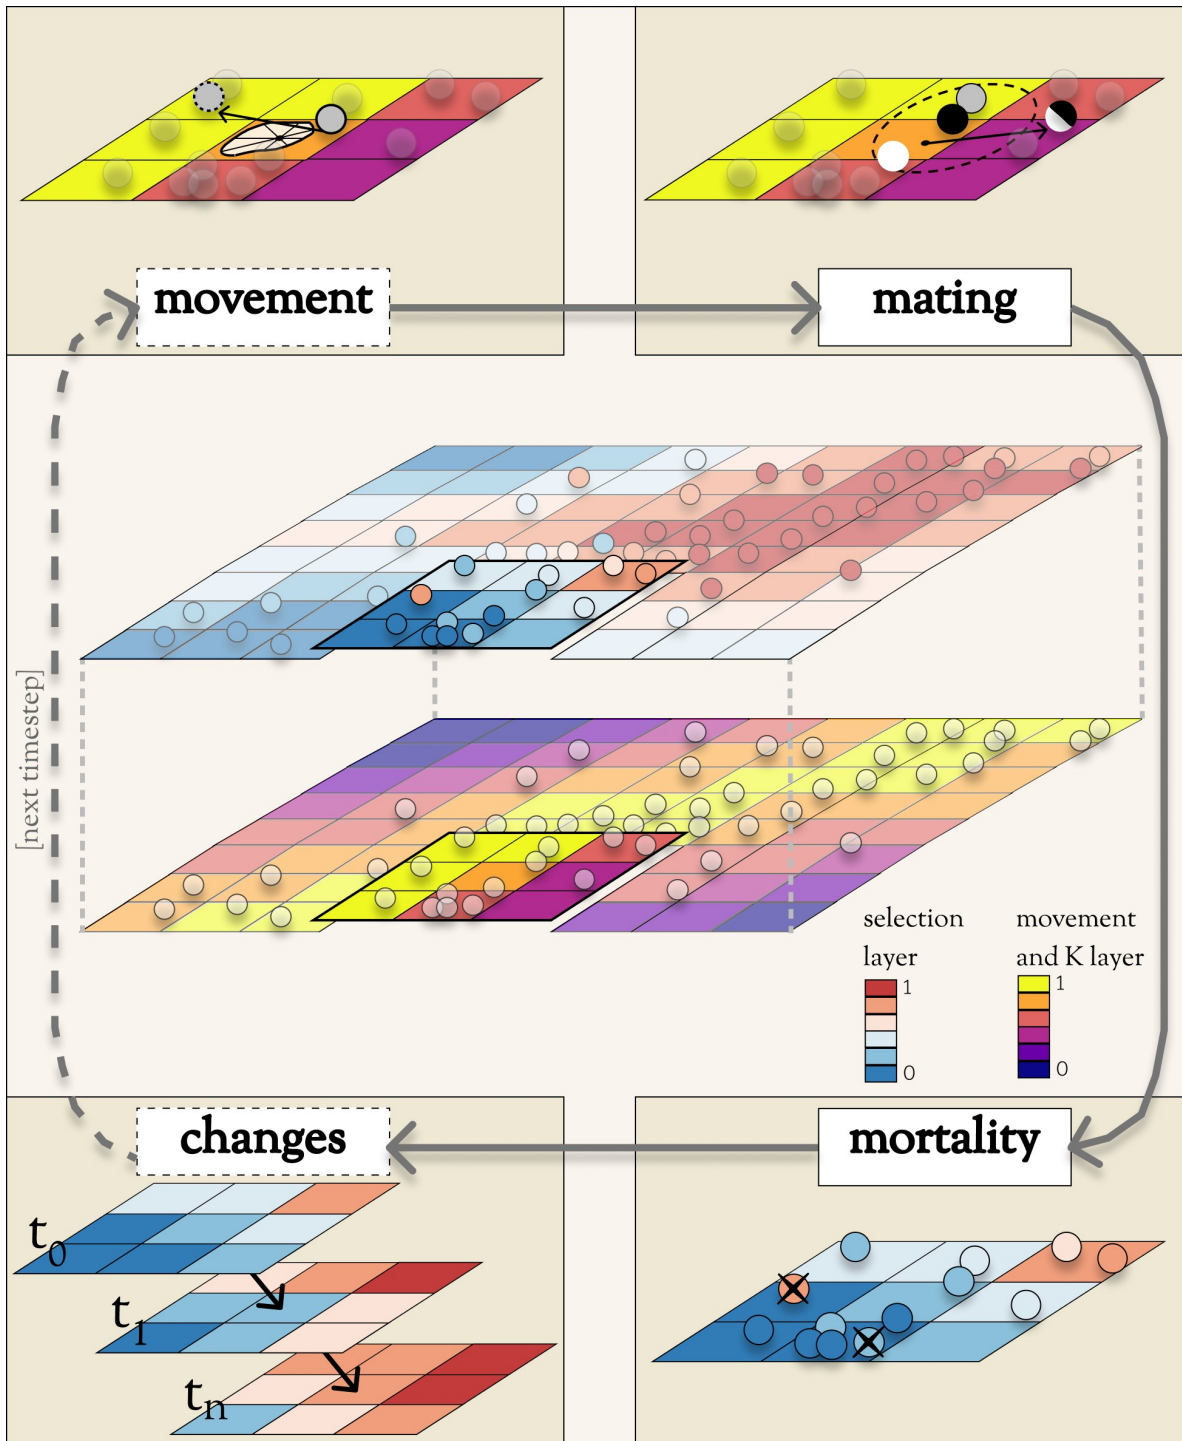 movement
mating
[next timestep]
selection
layer
1
0
movement
and K layer
1
0
changes
mortality
t0
t1
tn